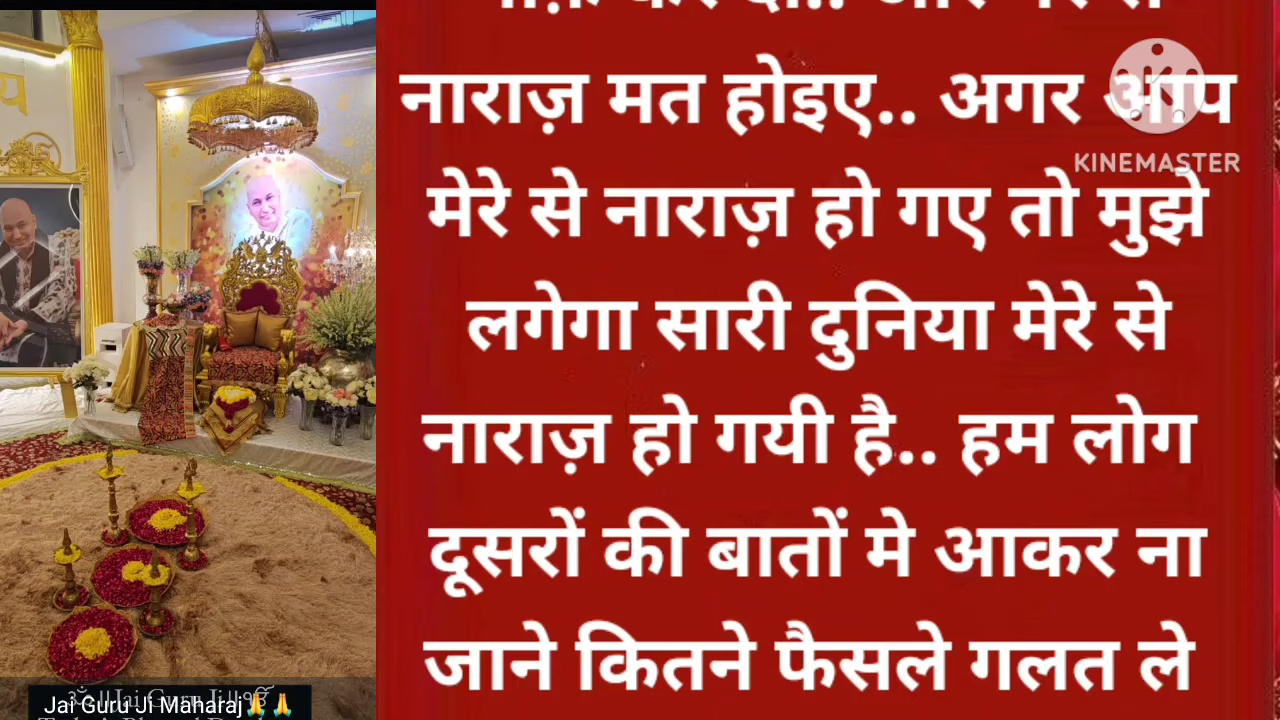 नाराज़ मत होइए.. अगर आप
मेरे से नाराज़ हो गए तो मुझे
लगेगा सारी दुनिया मेरे से
नाराज़ हो गयी है.. हम लोग
दूसरों की बातों मे आकर ना
जाने कितने फैसले गलत ले
KINEMASTER
Jai Guru Ji Maharaj🙏🙏